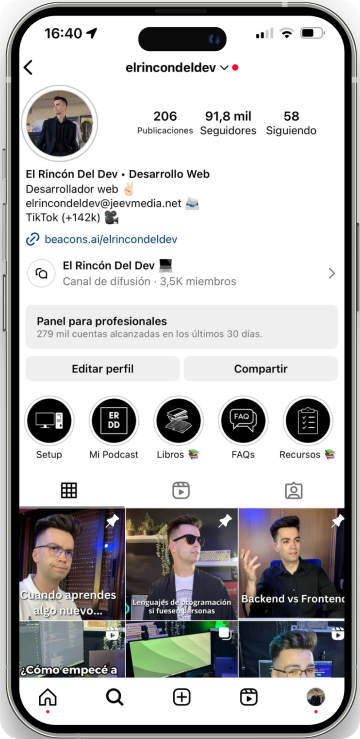 16:40
elrincondeldev
206
91,8 mil
58
Publicaciones
Seguidores
Siguiendo
El Rincón Del Dev • Desarrollo Web
Desarrollador web ✌🏻
elrincondeldev@jeevmedia.net 📨
TikTok (+142k) 🎥
beacons.ai/elrincondeldev
El Rincón Del Dev 💻
Canal de difusión · 3,5K miembros
Panel para profesionales
279 mil cuentas alcanzadas en los últimos 30 días.
Editar perfil
Compartir
ER
DD
FAQ
Setup
Mi Podcast
Libros 📚
FAQs
Recursos 📚
Cuando aprendes
algo nuevo...
Lenguajes de programación
si fuesen personas
Backend vs Frontend
¿Cómo empecé a